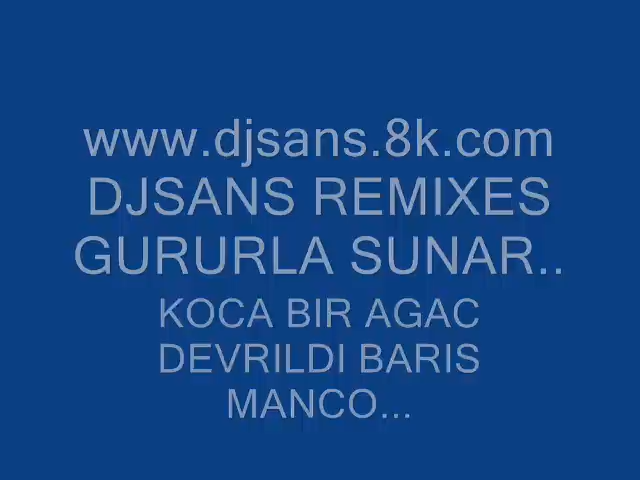 www.djsans.8k.com
DJSANS REMIXES
GURURLA SUNAR..
KOCA BIR AGAC
DEVRILDI BARIS
MANCO...